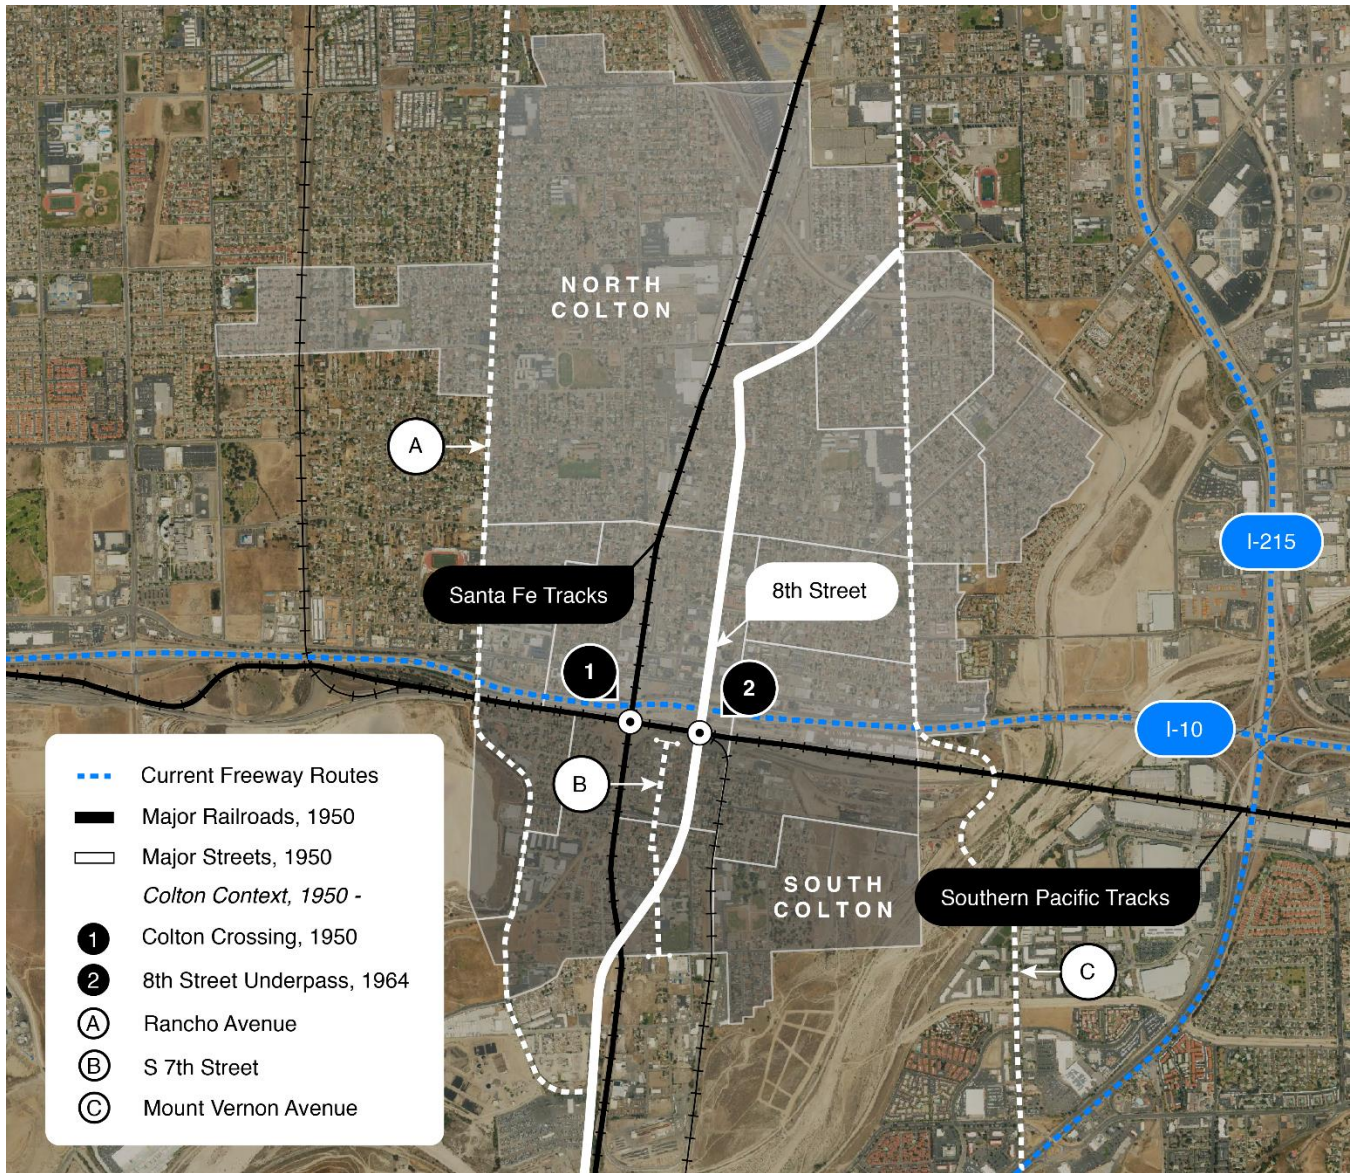 NORTH
COLTON
A
I-215
Santa Fe Tracks
8th Street
1
2
I-10
B
SOUTH
COLTON
Southern Pacific Tracks
C
Current Freeway Routes
Major Railroads, 1950
Major Streets, 1950
Colton Context, 1950 -
1 Colton Crossing, 1950
2 8th Street Underpass, 1964
A Rancho Avenue
B S 7th Street
C Mount Vernon Avenue